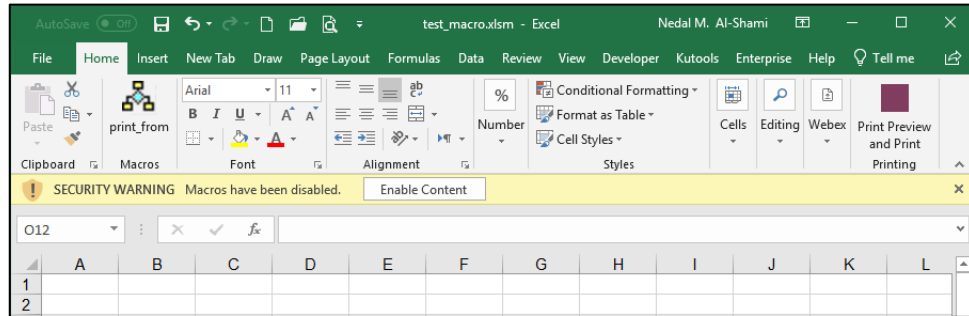 AutoSave Off test_macro.xlsm - Excel Nedal M. Al-Shami
File Home Insert New Tab Draw Page Layout Formulas Data Review View Developer Kutools Enterprise Help Tell me
Paste
Clipboard
print_from
Macros
Arial 11
B I U
Font
ab
Alignment
%
Number
Conditional Formatting
Format as Table
Cell Styles
Styles
Cells
Editing
Webex
Print Preview
and Print
Printing
SECURITY WARNING Macros have been disabled. Enable Content
O12 fx
A B C D E F G H I J K L
1
2